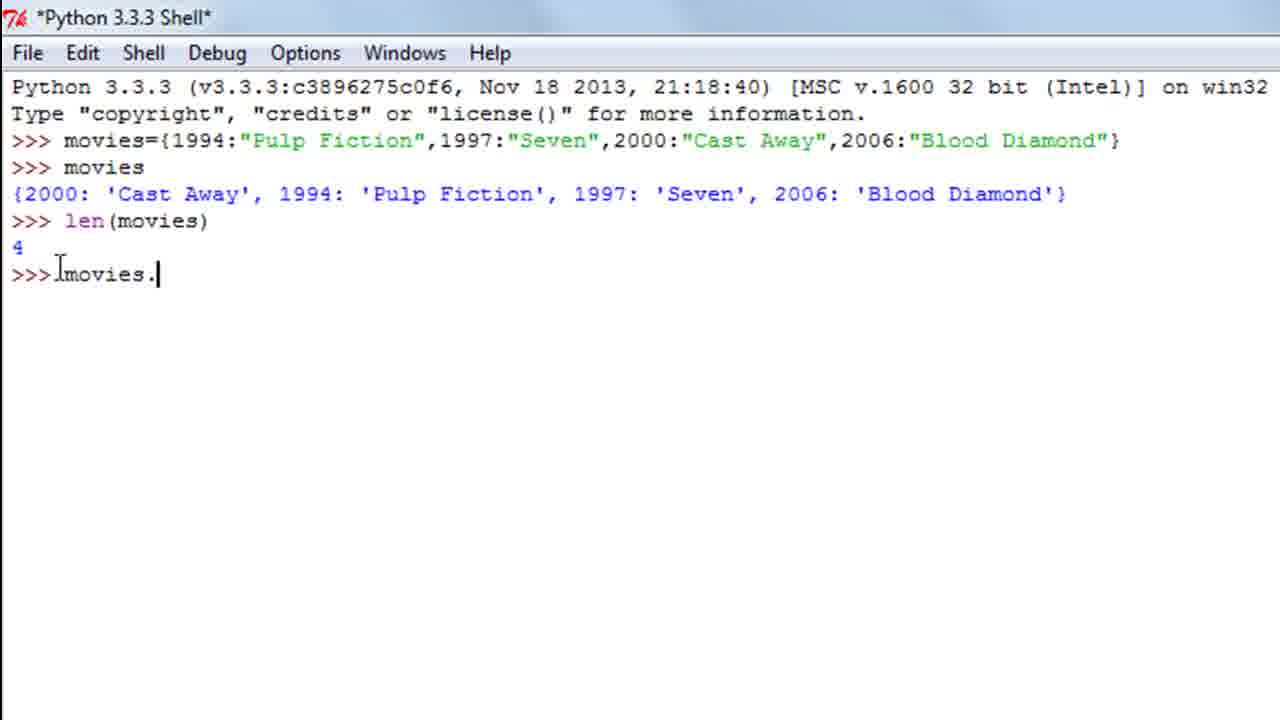 *Python 3.3.3 Shell*
File Edit Shell Debug Options Windows Help
Python 3.3.3 (v3.3.3:c3896275c0f6, Nov 18 2013, 21:18:40) [MSC v.1600 32 bit (Intel)] on win32
Type "copyright", "credits" or "license()" for more information.
>>> movies={1994:"Pulp Fiction",1997:"Seven",2000:"Cast Away",2006:"Blood Diamond"}
>>> movies
{2000: 'Cast Away', 1994: 'Pulp Fiction', 1997: 'Seven', 2006: 'Blood Diamond'}
>>> len(movies)
4
>>> movies.